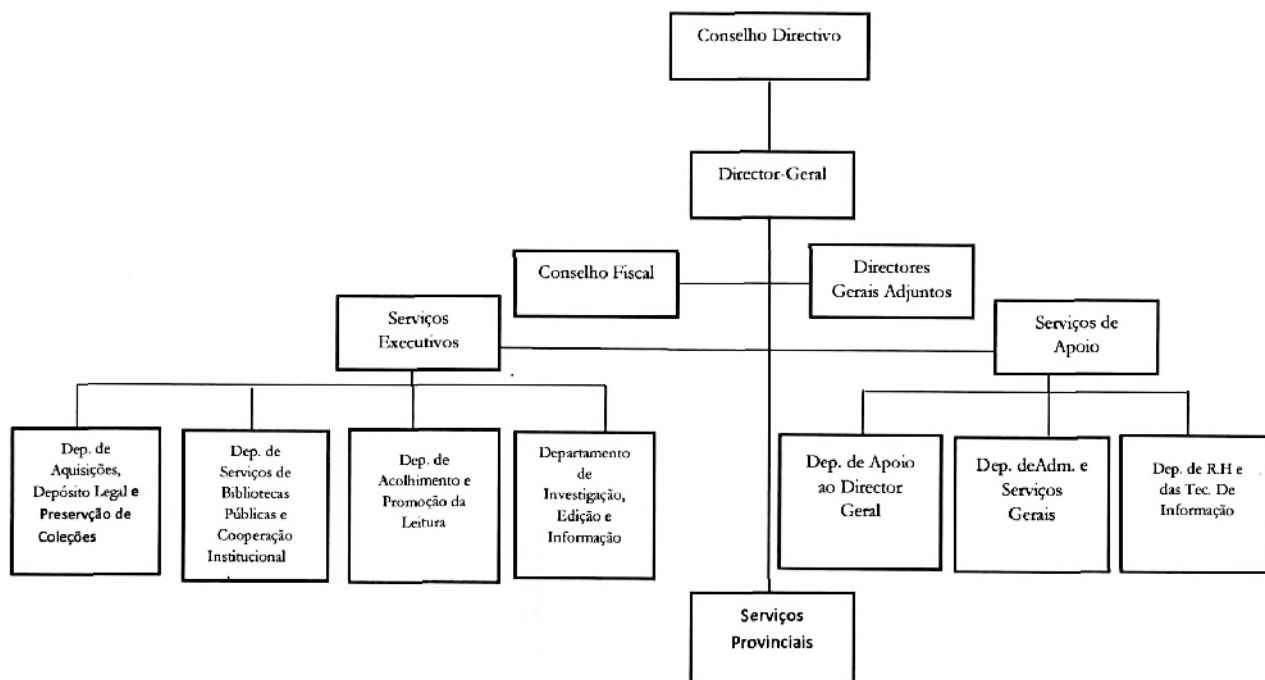 Conselho Directivo
Director-Geral
Conselho Fiscal
Directores
Gerais Adjuntos
Serviços
Executivos
Serviços de
Apoio
Dep. de
Aquisições,
Depósito Legal e
Preservção de
Coleções
Dep. de
Serviços de
Bibliotecas
Públicas e
Cooperação
Institucional
Dep. de
Acolhimento e
Promoção da
Leitura
Departamento
de
Investigação,
Edição e
Informação
Dep. de Apoio
ao Director
Geral
Dep. deAdm. e
Serviços
Gerais
Dep. de R.H e
das Tec. De
Informação
Serviços
Provinciais